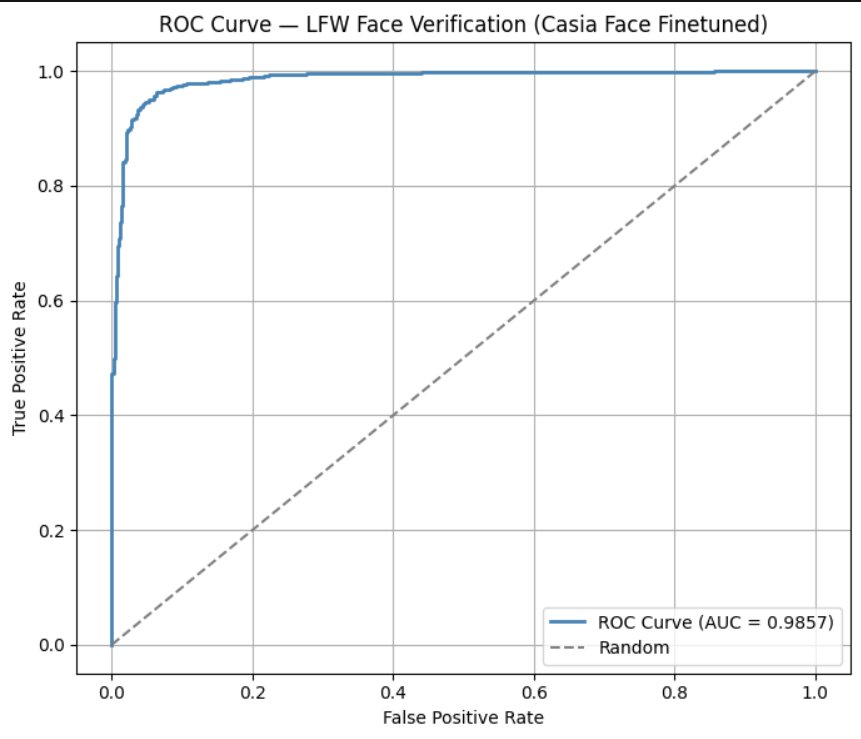 ROC Curve — LFW Face Verification (Casia Face Finetuned)
1.0
0.8
0.6
0.4
0.2
0.0
True Positive Rate
ROC Curve (AUC = 0.9857)
Random
0.0 0.2 0.4 0.6 0.8 1.0
False Positive Rate